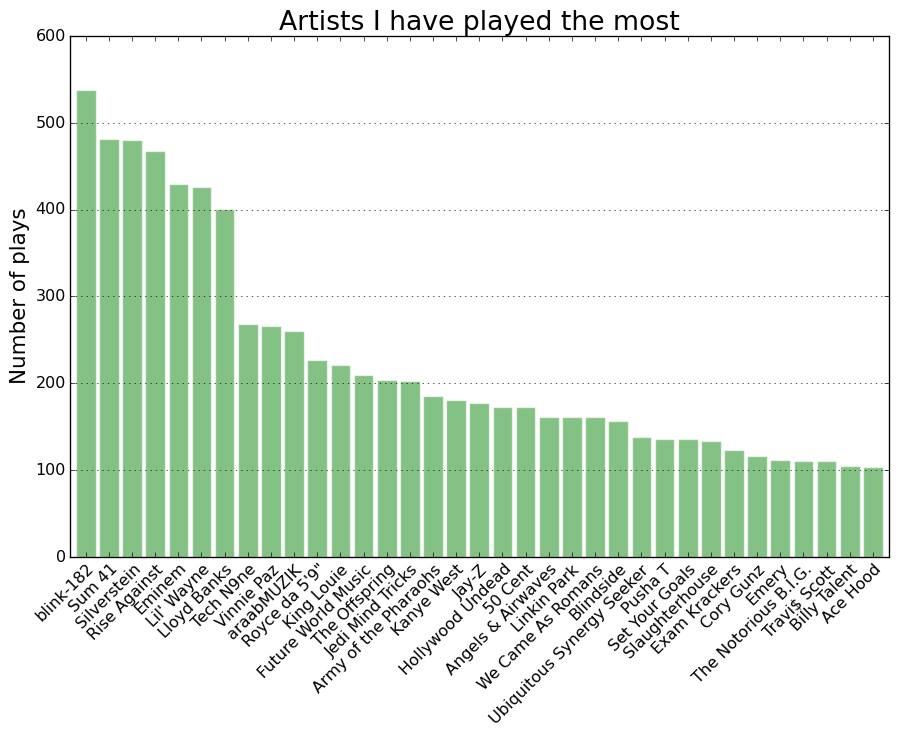 Artists I have played the most
Number of plays
600
500
400
300
200
100
0
blink-182
Sum 41
Silverstein
Rise Against
Eminem
Lil' Wayne
Lloyd Banks
Tech N9ne
Vinnie Paz
araabMUZIK
Royce da 5'9"
King Louie
Future World Music
The Offspring
Jedi Mind Tricks
Army of the Pharaohs
Kanye West
Jay-Z
Hollywood Undead
50 Cent
Angels & Airwaves
Linkin Park
We Came As Romans
Blindside
Ubiquitous Synergy Seeker
Pusha T
Set Your Goals
Slaughterhouse
Exam Krackers
Cory Gunz
Emery
The Notorious B.I.G.
Travi$ Scott
Billy Talent
Ace Hood